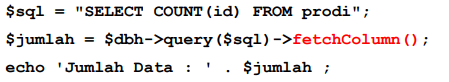 $sql = "SELECT COUNT(id) FROM prodi";
$jumlah = $dbh->query($sql)->fetchColumn();
echo 'Jumlah Data : ' . $jumlah ;